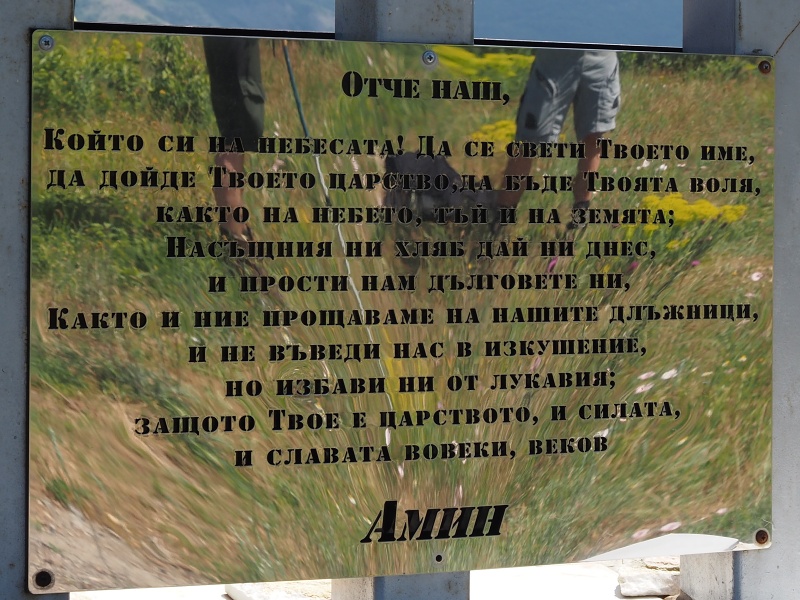 Отче наш,
Който си на небесата! Да се свети Твоето име,
да дойде Твоето царство,да бъде Твоята воля,
както на небето, тъй и на земята;
Насъщния ни хляб дай ни днес,
и прости нам дълговете ни,
Както и ние прощаваме на нашите длъжници,
и не въведи нас в изкушение,
но избави ни от лукавия;
защото Твое е царството, и силата,
и славата вовеки, веков
Амин